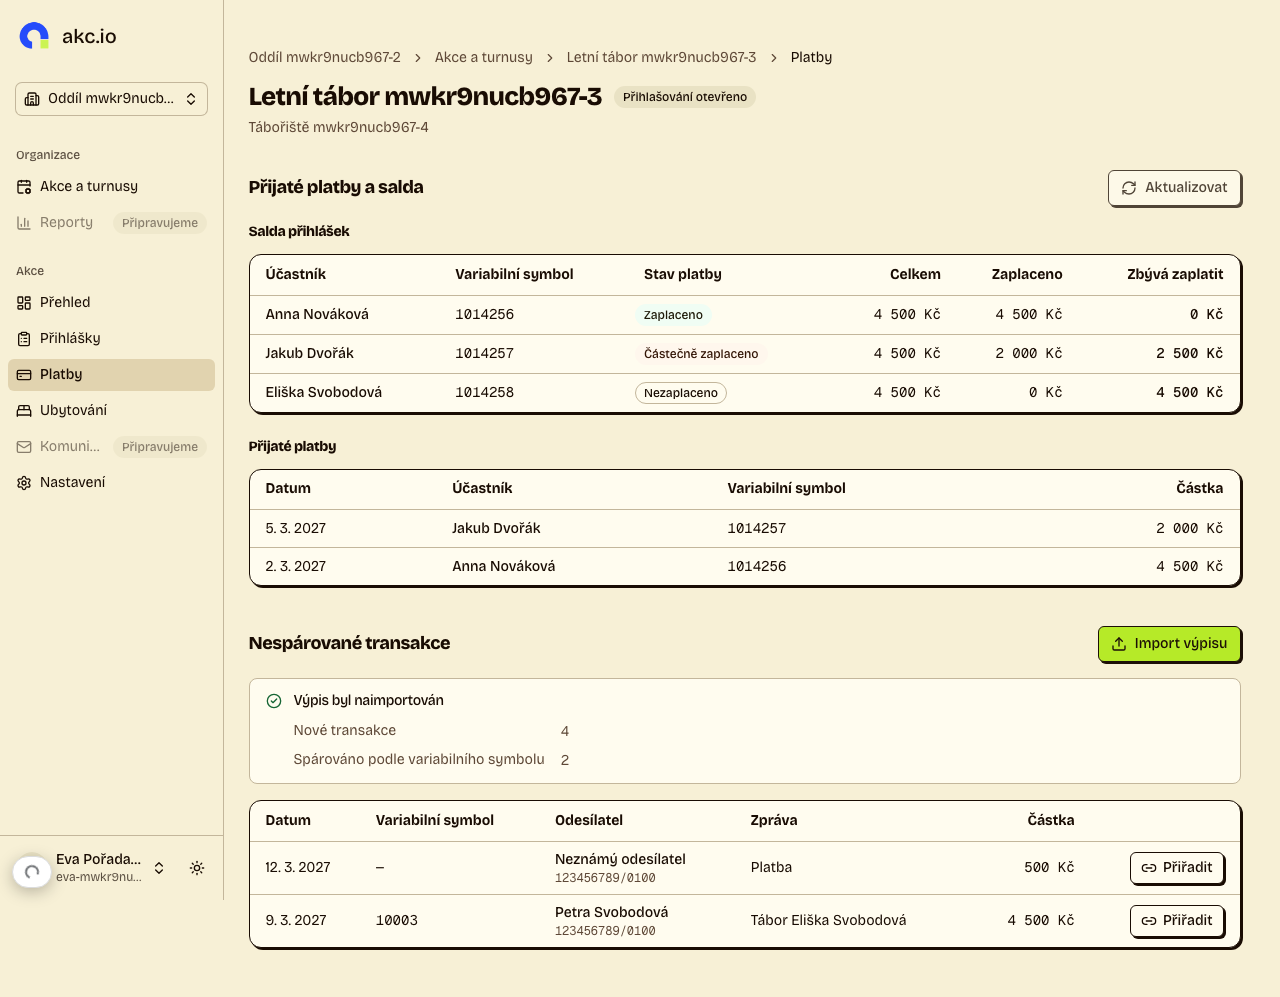 akc.io
Oddíl mwkr9nucb...
Organizace
Akce a turnusy
Reporty Připravujeme
Akce
Přehled
Přihlášky
Platby
Ubytování
Komuni... Připravujeme
Nastavení
Eva Pořada...
eva-mwkr9nu...
Oddíl mwkr9nucb967-2 > Akce a turnusy > Letní tábor mwkr9nucb967-3 > Platby
Letní tábor mwkr9nucb967-3 Přihlašování otevřeno
Tábořiště mwkr9nucb967-4
Přijaté platby a salda Aktualizovat
Salda přihlášek
Účastník Variabilní symbol Stav platby Celkem Zaplaceno Zbývá zaplatit
Anna Nováková 1014256 Zaplaceno 4 500 Kč 4 500 Kč 0 Kč
Jakub Dvořák 1014257 Částečně zaplaceno 4 500 Kč 2 000 Kč 2 500 Kč
Eliška Svobodová 1014258 Nezaplaceno 4 500 Kč 0 Kč 4 500 Kč
Přijaté platby
Datum Účastník Variabilní symbol Částka
5. 3. 2027 Jakub Dvořák 1014257 2 000 Kč
2. 3. 2027 Anna Nováková 1014256 4 500 Kč
Nespárované transakce Import výpisu
Výpis byl naimportován
Nové transakce 4
Spárováno podle variabilního symbolu 2
Datum Variabilní symbol Odesílatel Zpráva Částka
12. 3. 2027 – Neznámý odesílatel Platba 500 Kč Přiřadit
123456789/0100
9. 3. 2027 10003 Petra Svobodová Tábor Eliška Svobodová 4 500 Kč Přiřadit
123456789/0100